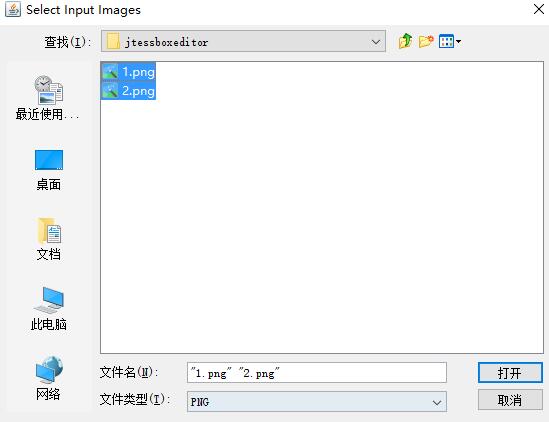 Select Input Images
查找(I):
jtessboxeditor
1.png
2.png
最近使用...
桌面
文档
此电脑
网络
文件名(N):
"1.png" "2.png"
打开
文件类型(T):
PNG
取消